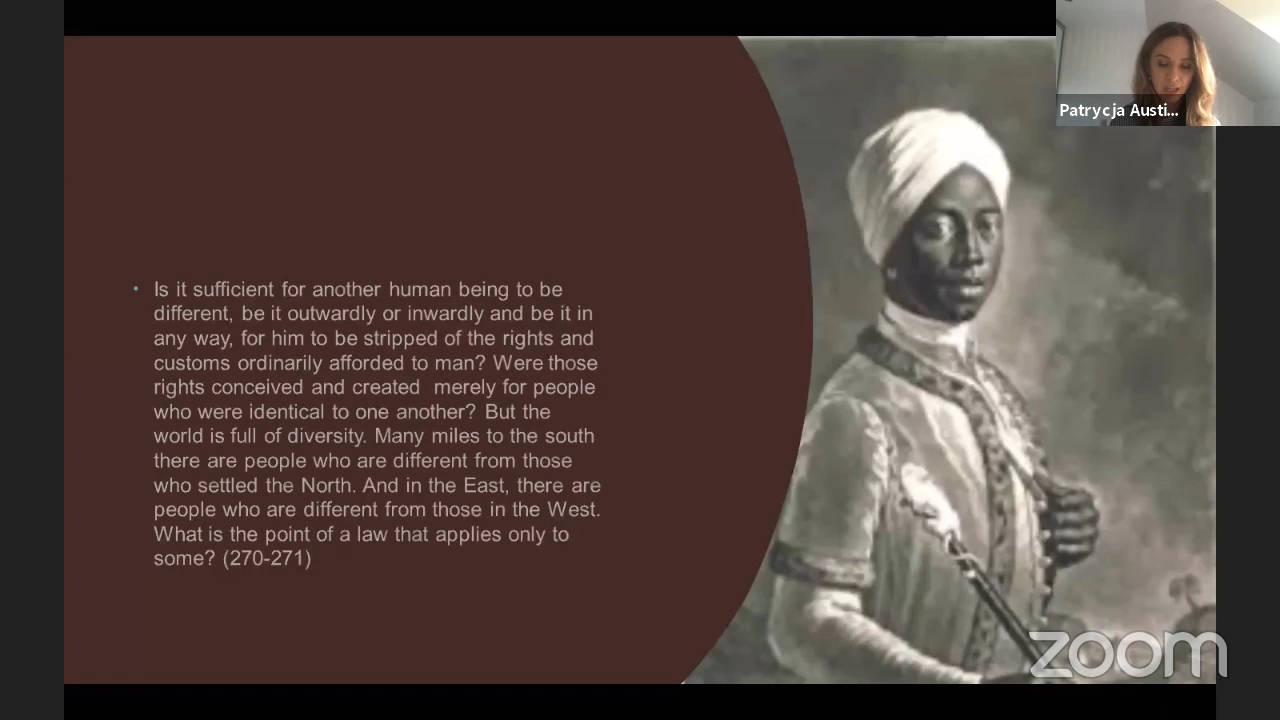 Patrycja Austi...
• Is it sufficient for another human being to be
different, be it outwardly or inwardly and be it in
any way, for him to be stripped of the rights and
customs ordinarily afforded to man? Were those
rights conceived and created merely for people
who were identical to one another? But the
world is full of diversity. Many miles to the south
there are people who are different from those
who settled the North. And in the East, there are
people who are different from those in the West.
What is the point of a law that applies only to
some? (270-271)
zoom